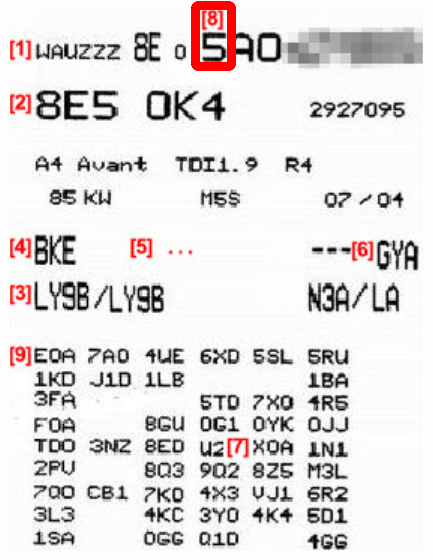 [8]
[1] WAUZZZ 8E 0 5A0
[2] 8E5 0K4 2927095
A4 Avant TDI1.9 R4
85 KW M5S 07/04
[4] BKE [5] ... ---[6] GYA
[3] LY9B/LY9B N3A/LA
[9] E0A 7A0 4UE 6XD 5SL 5RU
1KD J1D 1LB 1BA
3FA 5TD 7X0 4R5
F0A 8GU 0G1 0YK 0JJ
TD0 3NZ 8ED U2[7] X0A 1N1
2PU 8Q3 9Q2 8Z5 M3L
7Q0 CB1 7K0 4X3 VJ1 6R2
3L3 4KC 3Y0 4K4 5D1
1SA 0GG Q1D 4GG